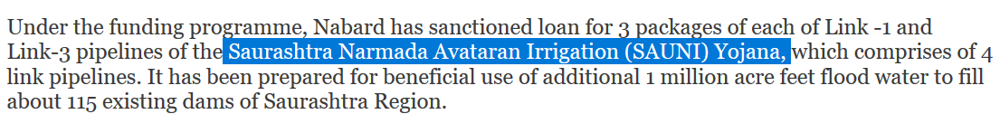 Under the funding programme, Nabard has sanctioned loan for 3 packages of each of Link -1 and
Link-3 pipelines of the Saurashtra Narmada Avataran Irrigation (SAUNI) Yojana, which comprises of 4
link pipelines. It has been prepared for beneficial use of additional 1 million acre feet flood water to fill
about 115 existing dams of Saurashtra Region.